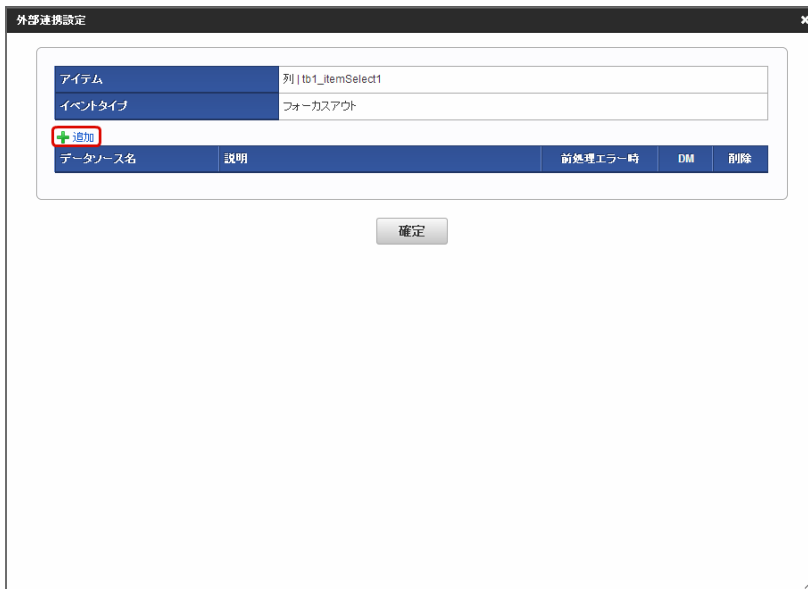 外部連携設定
アイテム 列 | tb1_itemSelect1
イベントタイプ フォーカスアウト
追加
データソース名 説明 前処理エラー時 DM 削除
確定